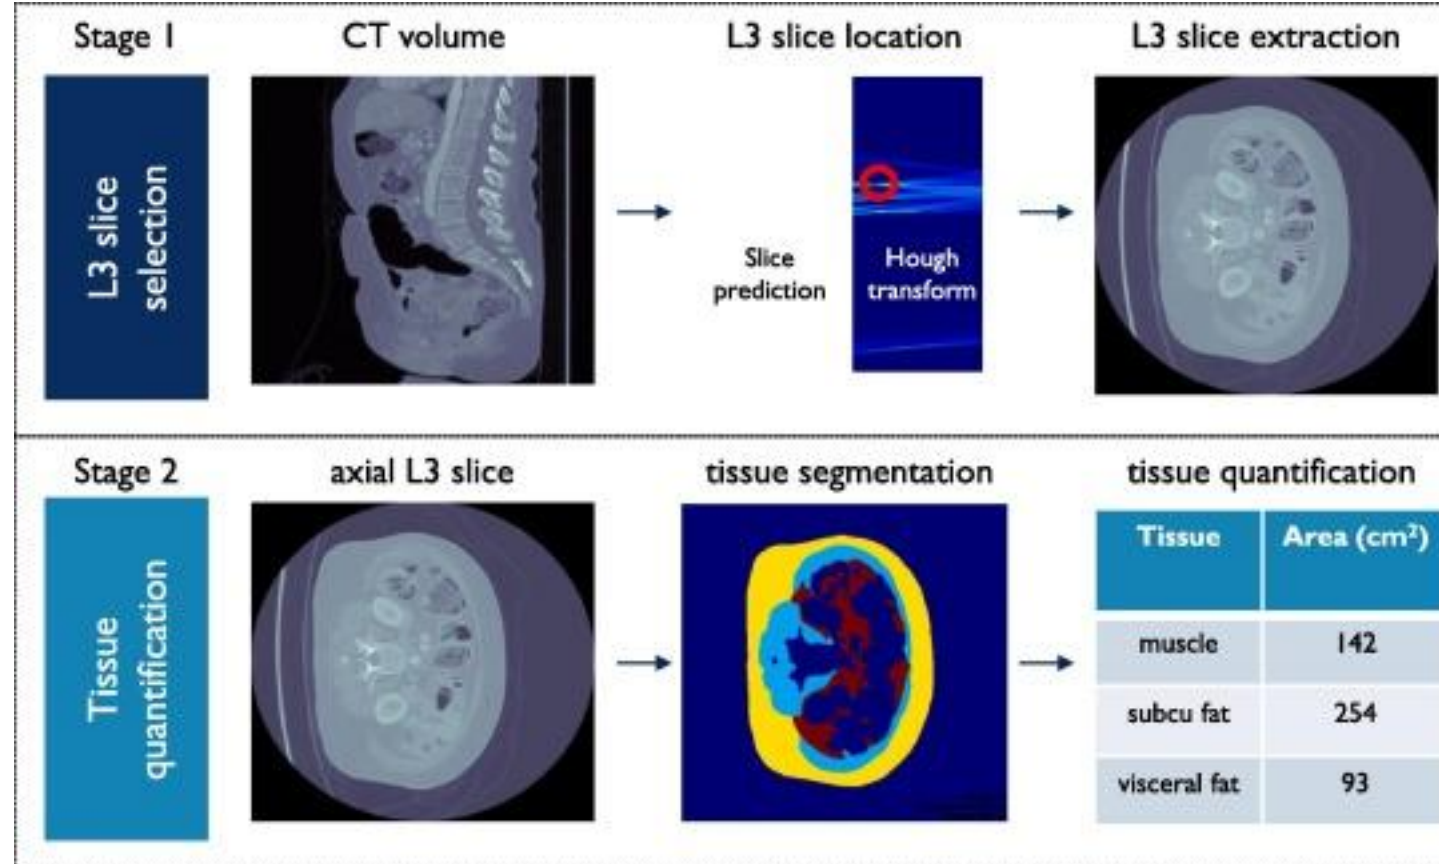 Stage 1
CT volume
L3 slice location
L3 slice extraction
L3 slice
selection
Slice
prediction
Hough
transform
Stage 2
axial L3 slice
tissue segmentation
tissue quantification
Tissue
quantification
Tissue Area (cm²)
muscle 142
subcu fat 254
visceral fat 93